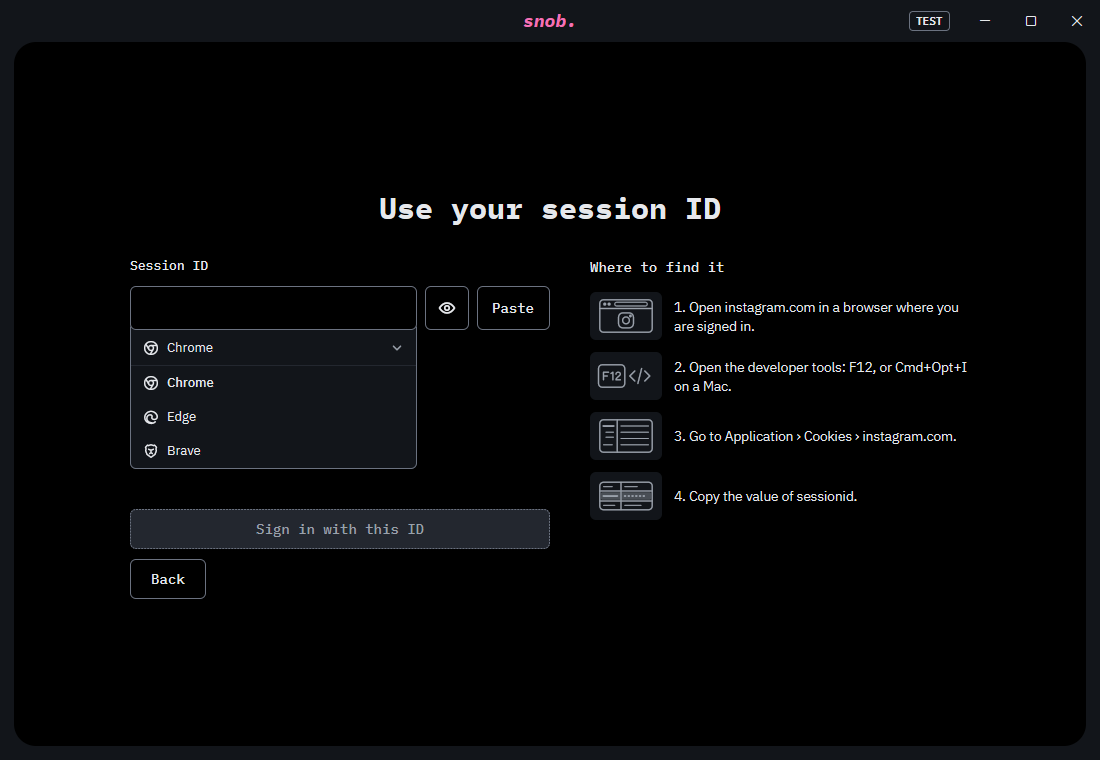 snob.
TEST
Use your session ID
Session ID
Paste
Chrome
Chrome
Edge
Brave
Sign in with this ID
Back
Where to find it
1. Open instagram.com in a browser where you
are signed in.
F12 </>
2. Open the developer tools: F12, or Cmd+Opt+I
on a Mac.
3. Go to Application › Cookies › instagram.com.
4. Copy the value of sessionid.